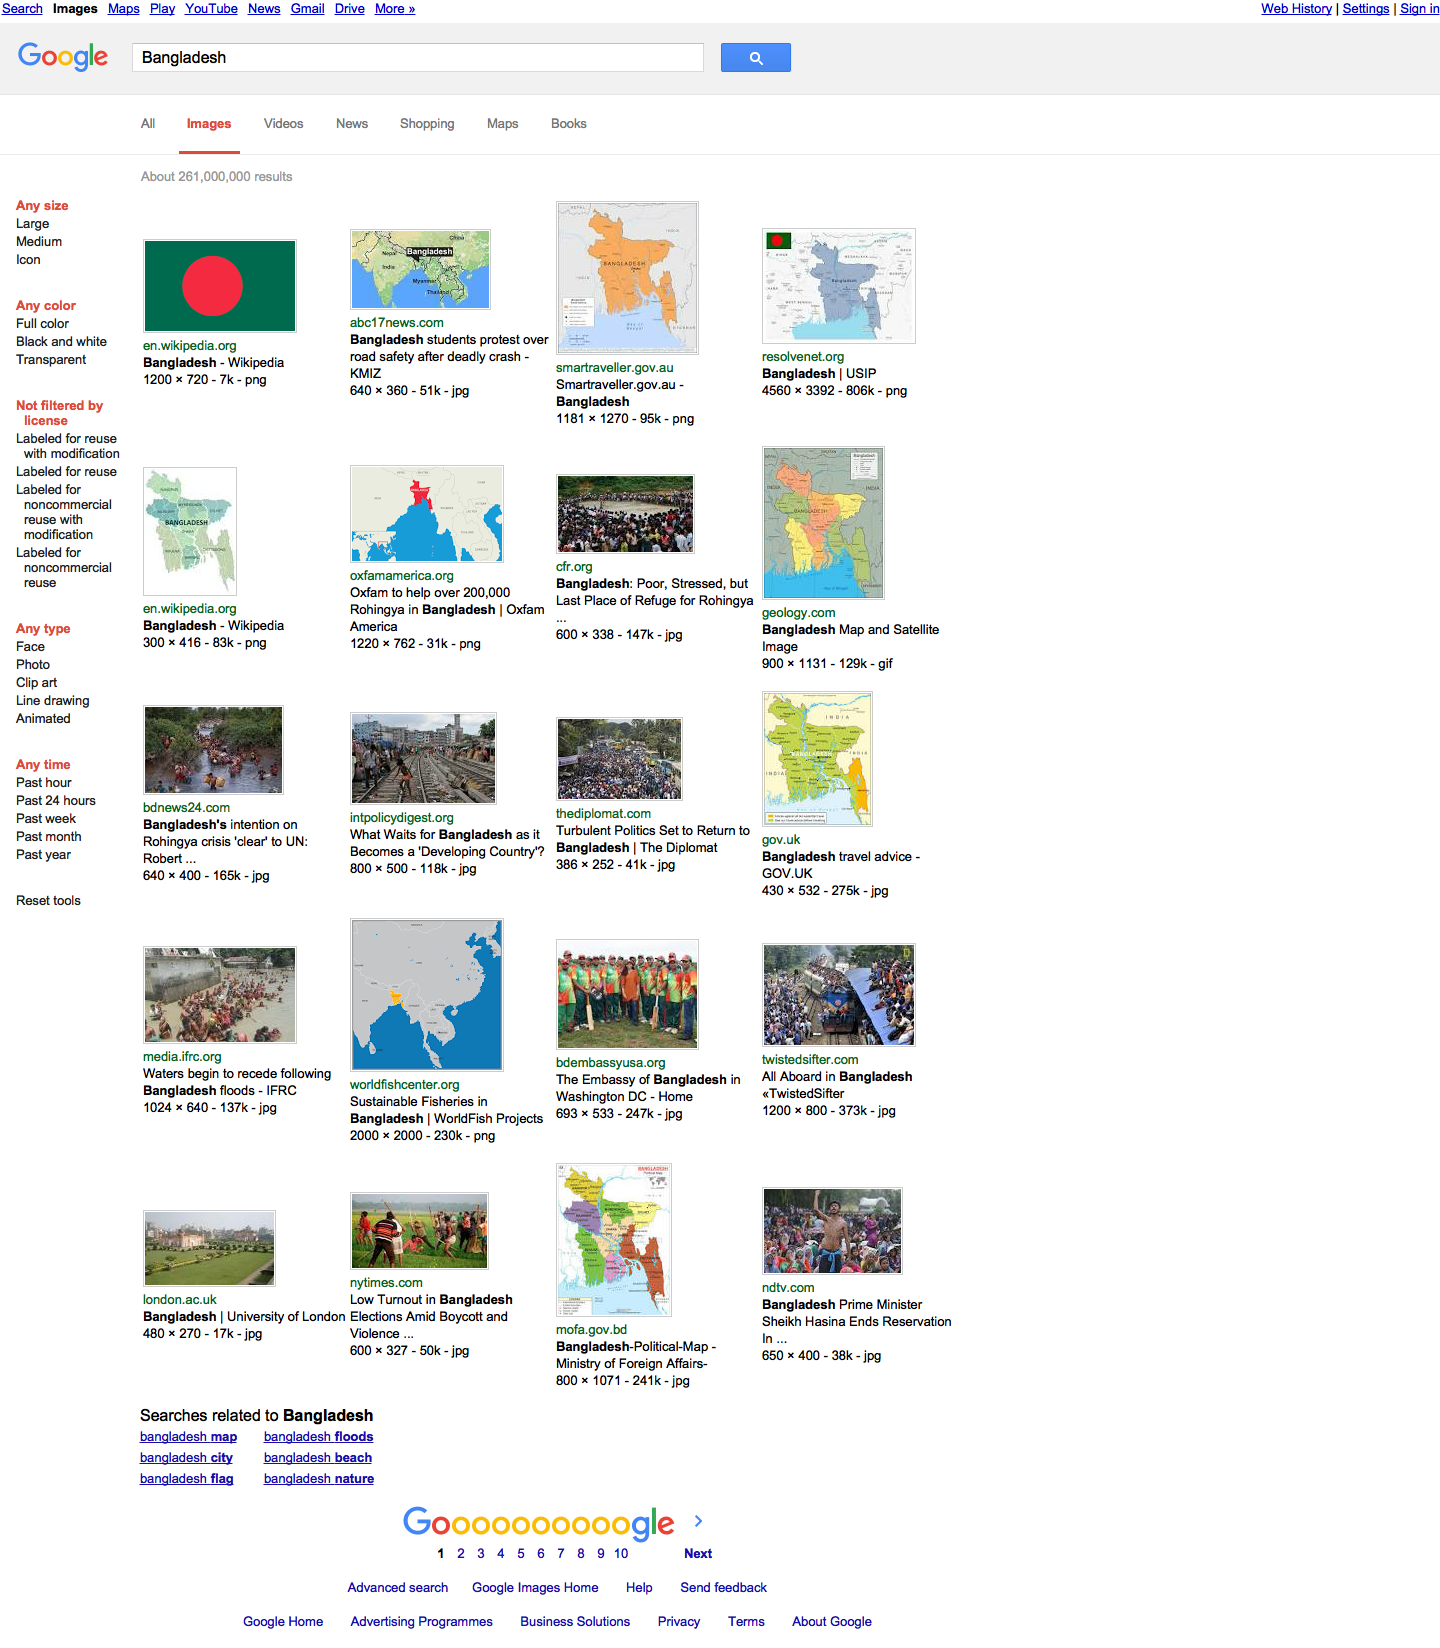 Search Images Maps Play YouTube News Gmail Drive More »
Web History | Settings | Sign in
Google
Bangladesh
All Images Videos News Shopping Maps Books
About 261,000,000 results
Any size
Large
Medium
Icon
Any color
Full color
Black and white
Transparent
Not filtered by
license
Labeled for reuse
with modification
Labeled for reuse
Labeled for
noncommercial
reuse with
modification
Labeled for
noncommercial
reuse
Any type
Face
Photo
Clip art
Line drawing
Animated
Any time
Past hour
Past 24 hours
Past week
Past month
Past year
Reset tools
en.wikipedia.org
Bangladesh - Wikipedia
1200 × 720 - 7k - png
China
Nepal
Bangladesh
India
Myanmar
Thailand
abc17news.com
Bangladesh students protest over
road safety after deadly crash -
KMIZ
640 × 360 - 51k - jpg
BANGLADESH
smartraveller.gov.au
Smartraveller.gov.au -
Bangladesh
1181 × 1270 - 95k - png
Bangladesh
resolvenet.org
Bangladesh | USIP
4560 × 3392 - 806k - png
BANGLADESH
en.wikipedia.org
Bangladesh - Wikipedia
300 × 416 - 83k - png
oxfamamerica.org
Oxfam to help over 200,000
Rohingya in Bangladesh | Oxfam
America
1220 × 762 - 31k - png
cfr.org
Bangladesh: Poor, Stressed, but
Last Place of Refuge for Rohingya
...
600 × 338 - 147k - jpg
INDIA
INDIA
BANGLADESH
geology.com
Bangladesh Map and Satellite
Image
900 × 1131 - 129k - gif
bdnews24.com
Bangladesh's intention on
Rohingya crisis 'clear' to UN:
Robert ...
640 × 400 - 165k - jpg
intpolicydigest.org
What Waits for Bangladesh as it
Becomes a 'Developing Country'?
800 × 500 - 118k - jpg
thediplomat.com
Turbulent Politics Set to Return to
Bangladesh | The Diplomat
386 × 252 - 41k - jpg
INDIA
BANGLADESH
INDIA
INDIA
gov.uk
Bangladesh travel advice -
GOV.UK
430 × 532 - 275k - jpg
media.ifrc.org
Waters begin to recede following
Bangladesh floods - IFRC
1024 × 640 - 137k - jpg
worldfishcenter.org
Sustainable Fisheries in
Bangladesh | WorldFish Projects
2000 × 2000 - 230k - png
bdembassyusa.org
The Embassy of Bangladesh in
Washington DC - Home
693 × 533 - 247k - jpg
twistedsifter.com
All Aboard in Bangladesh
«TwistedSifter
1200 × 800 - 373k - jpg
london.ac.uk
Bangladesh | University of London
480 × 270 - 17k - jpg
nytimes.com
Low Turnout in Bangladesh
Elections Amid Boycott and
Violence ...
600 × 327 - 50k - jpg
BANGLADESH
mofa.gov.bd
Bangladesh-Political-Map -
Ministry of Foreign Affairs-
800 × 1071 - 241k - jpg
ndtv.com
Bangladesh Prime Minister
Sheikh Hasina Ends Reservation
In ...
650 × 400 - 38k - jpg
Searches related to Bangladesh
bangladesh map bangladesh floods
bangladesh city bangladesh beach
bangladesh flag bangladesh nature
Goooooooooogle >
1 2 3 4 5 6 7 8 9 10 Next
Advanced search Google Images Home Help Send feedback
Google Home Advertising Programmes Business Solutions Privacy Terms About Google